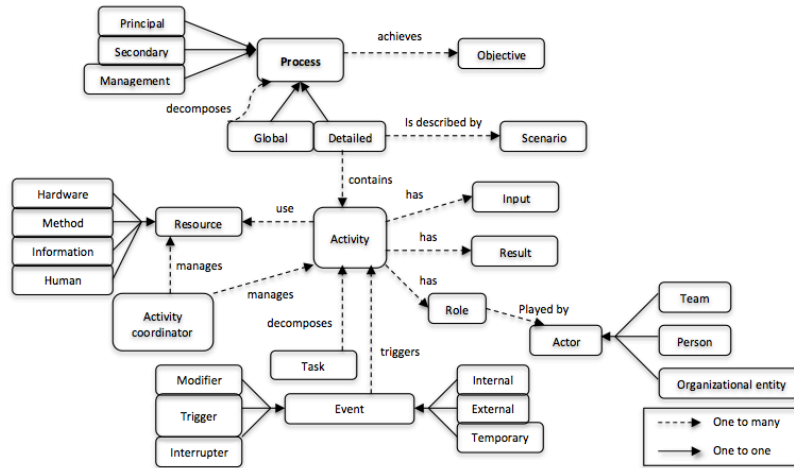 Principal
Secondary
Management
Process
achieves
Objective
decomposes
Global
Detailed
Is described by
Scenario
contains
Hardware
Method
Information
Human
Resource
use
Activity
has
Input
has
Result
manages
manages
has
Activity
coordinator
Role
Played by
Actor
Team
Person
Organizational entity
decomposes
triggers
Task
Modifier
Trigger
Interrupter
Event
Internal
External
Temporary
One to many
One to one